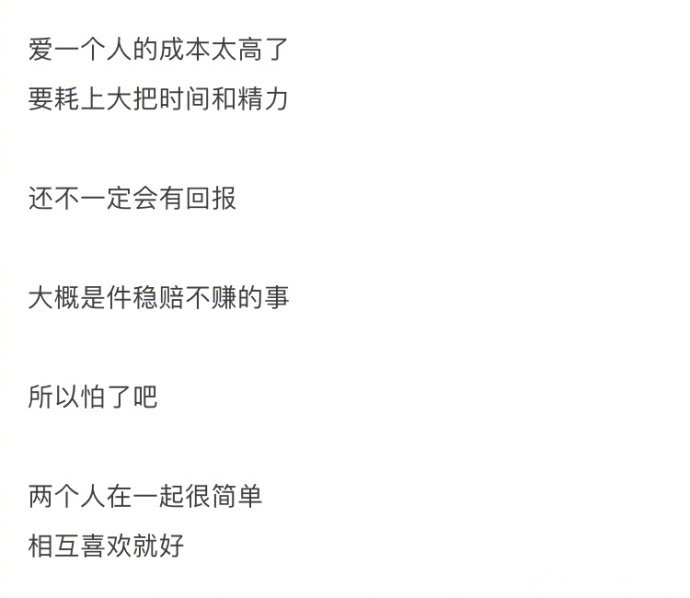 爱一个人的成本太高了
要耗上大把时间和精力
还不一定会有回报
大概是件稳赔不赚的事
所以怕了吧
两个人在一起很简单
相互喜欢就好